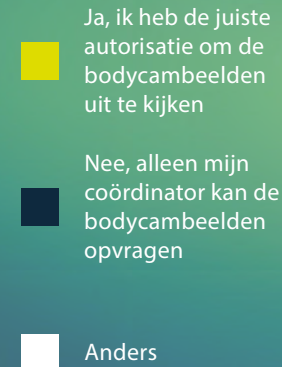 Ja, ik heb de juiste
autorisatie om de
bodycambeelden
uit te kijken
Nee, alleen mijn
coördinator kan de
bodycambeelden
opvragen
Anders